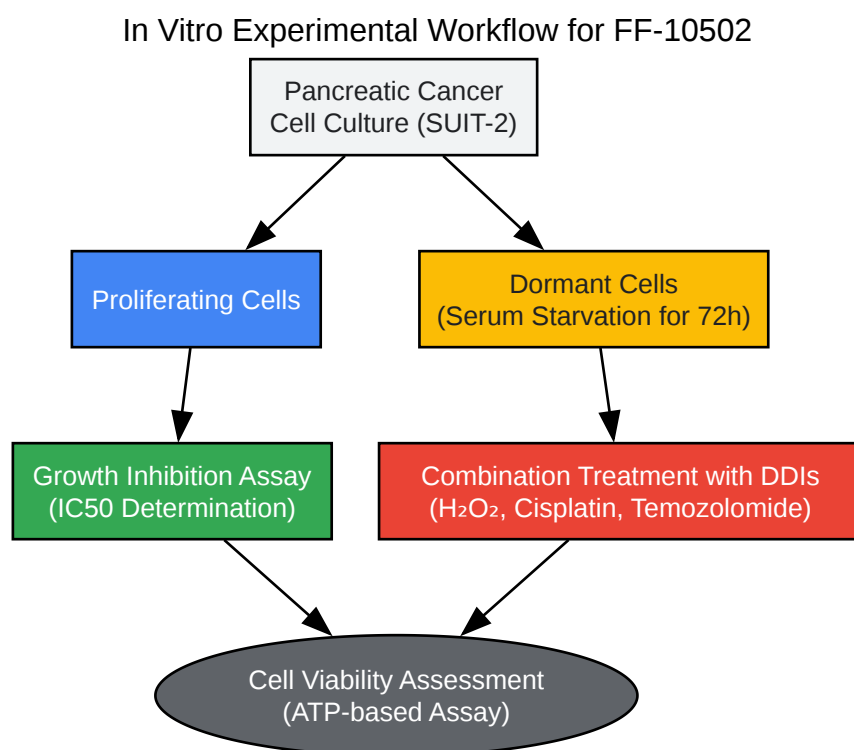 In Vitro Experimental Workflow for FF-10502
Pancreatic Cancer
Cell Culture (SUIT-2)
Proliferating Cells
Dormant Cells
(Serum Starvation for 72h)
Growth Inhibition Assay
(IC50 Determination)
Combination Treatment with DDIs
(H₂O₂, Cisplatin, Temozolomide)
Cell Viability Assessment
(ATP-based Assay)